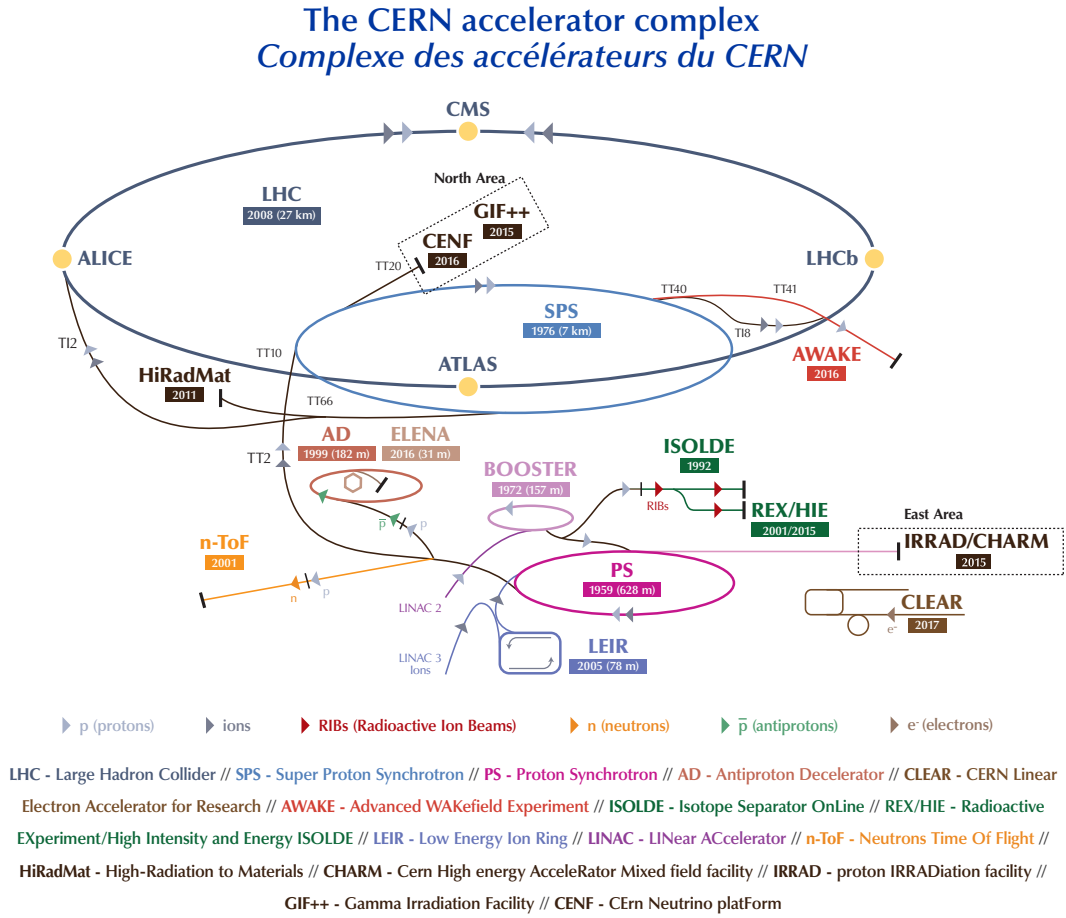 The CERN accelerator complex
Complexe des accélérateurs du CERN
CMS
North Area
LHC
2008 (27 km)
GIF++
2015
CENF
2016
ALICE
LHCb
TT20
TT40
TT41
SPS
1976 (7 km)
TI2
TT10
TI8
ATLAS
AWAKE
2016
HiRadMat
2011
TT66
AD
1999 (182 m)
ELENA
2016 (31 m)
TT2
BOOSTER
1972 (157 m)
ISOLDE
1992
RIBs
REX/HIE
2001/2015
East Area
p̅
p
n-ToF
2001
IRRAD/CHARM
2015
PS
1959 (628 m)
n
p
LINAC 2
CLEAR
2017
e-
LINAC 3
Ions
LEIR
2005 (78 m)
p (protons)
ions
RIBs (Radioactive Ion Beams)
n (neutrons)
p̅ (antiprotons)
e- (electrons)
LHC - Large Hadron Collider // SPS - Super Proton Synchrotron // PS - Proton Synchrotron // AD - Antiproton Decelerator // CLEAR - CERN Linear
Electron Accelerator for Research // AWAKE - Advanced WAKefield Experiment // ISOLDE - Isotope Separator OnLine // REX/HIE - Radioactive
EXperiment/High Intensity and Energy ISOLDE // LEIR - Low Energy Ion Ring // LINAC - LINear ACcelerator // n-ToF - Neutrons Time Of Flight //
HiRadMat - High-Radiation to Materials // CHARM - Cern High energy AcceleRator Mixed field facility // IRRAD - proton IRRADiation facility //
GIF++ - Gamma Irradiation Facility // CENF - CErn Neutrino platForm